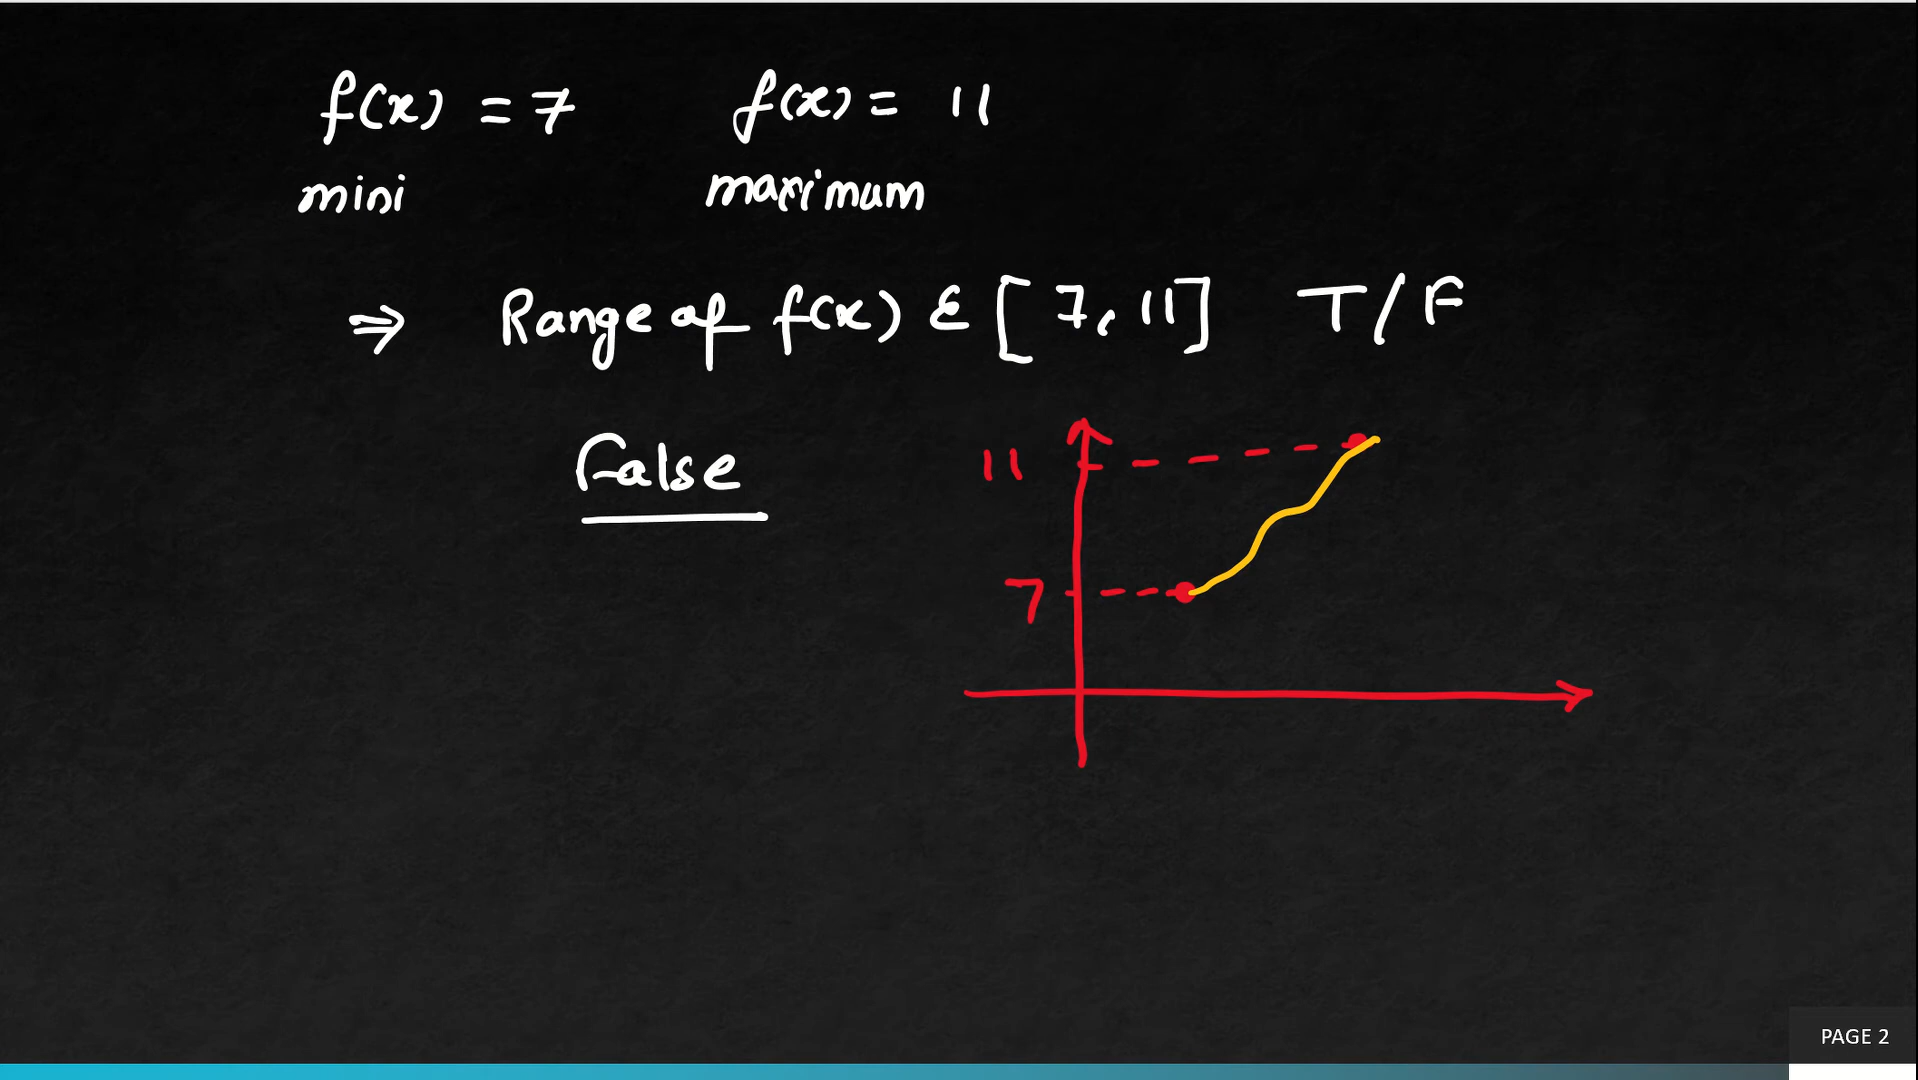 f(x) = 7 f(x) = 11
mini maximum
⇒ Range of f(x) ε [7, 11] T/F
False
11
7
PAGE 2